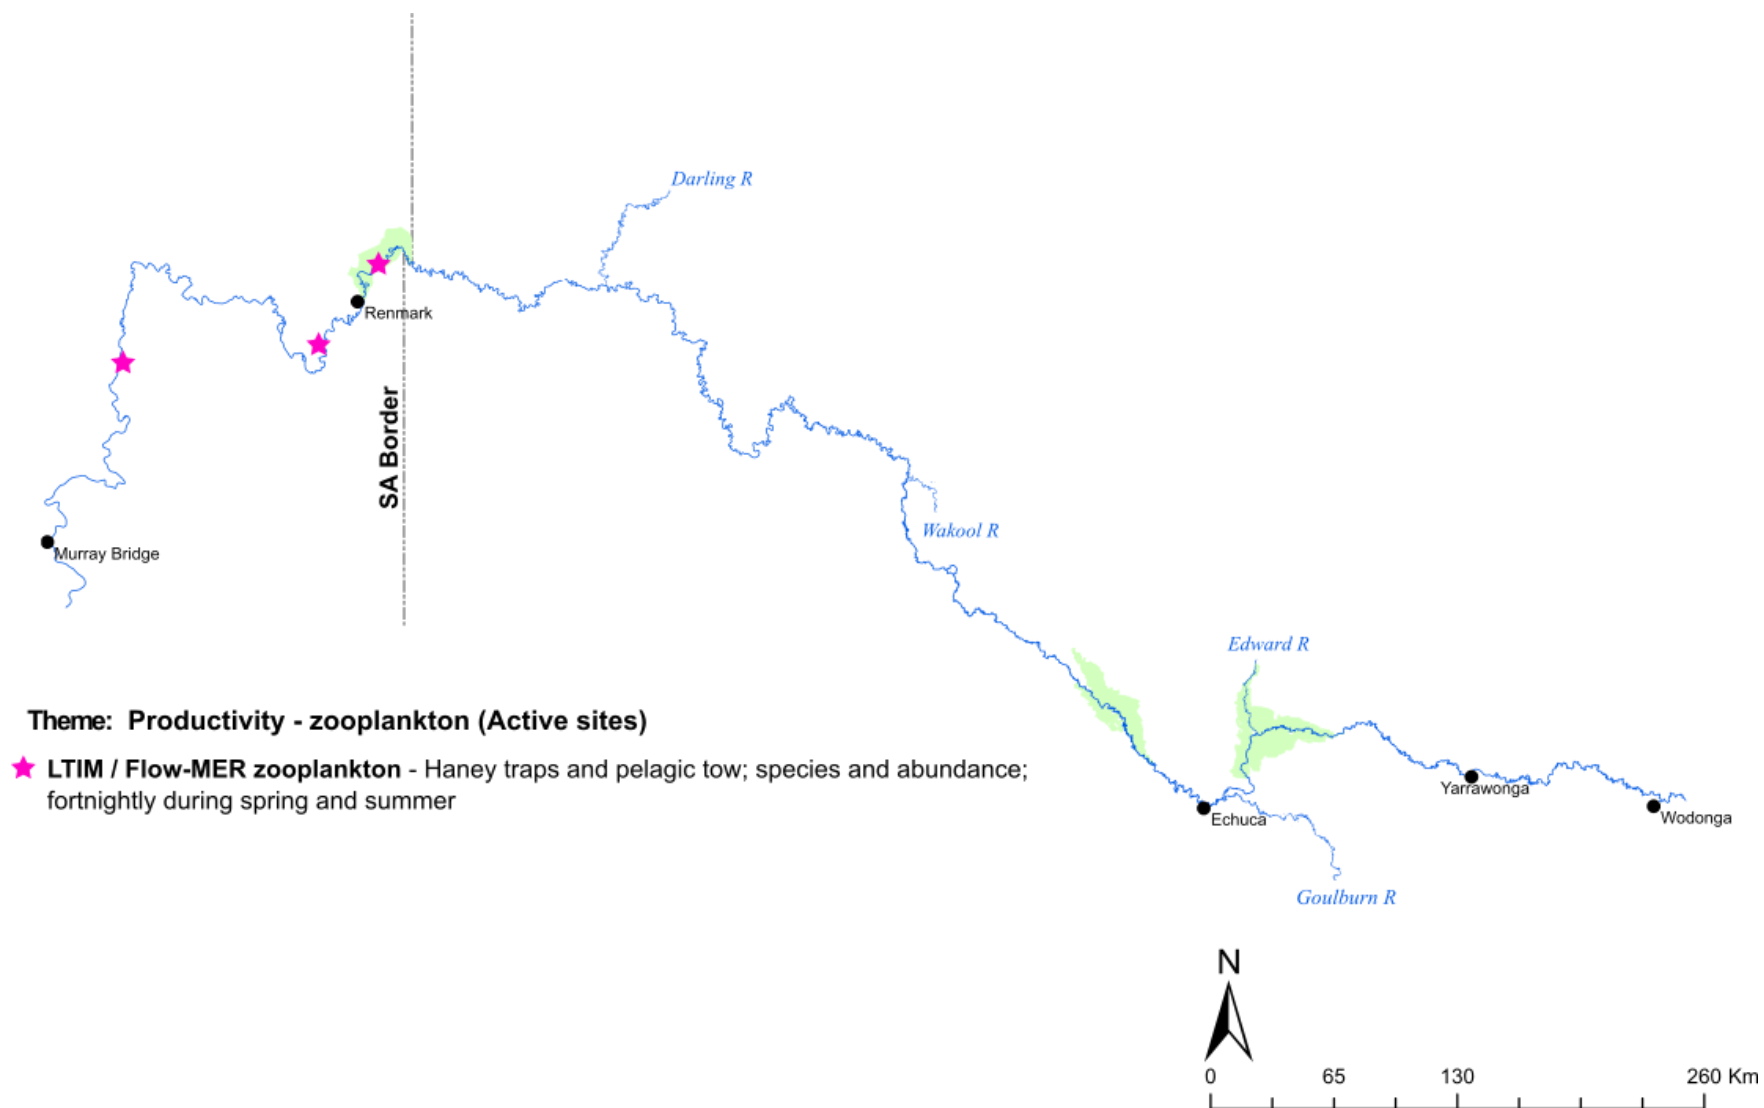 Darling R
Renmark
SA Border
Wakool R
Murray Bridge
Edward R
Theme: Productivity - zooplankton (Active sites)
LTIM / Flow-MER zooplankton - Haney traps and pelagic tow; species and abundance;
fortnightly during spring and summer
Yarrawonga
Echuca
Wodonga
Goulburn R
N
0 65 130 260 Km